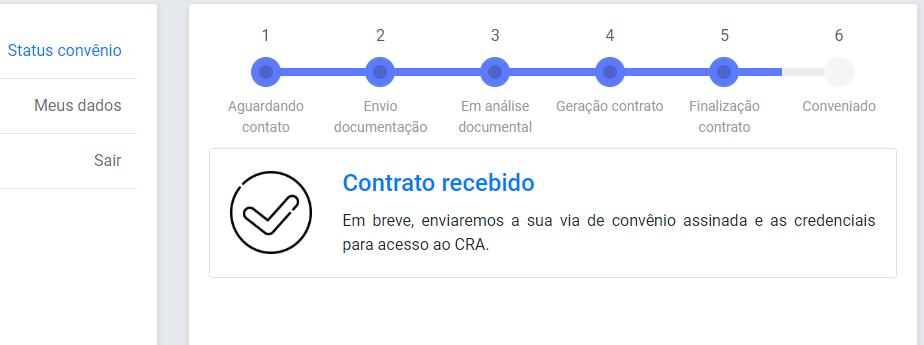 Status convênio
Meus dados
Sair
1 2 3 4 5 6
Aguardando contato
Envio documentação
Em análise documental
Geração contrato
Finalização contrato
Conveniado
Contrato recebido
Em breve, enviaremos a sua via de convênio assinada e as credenciais
para acesso ao CRA.